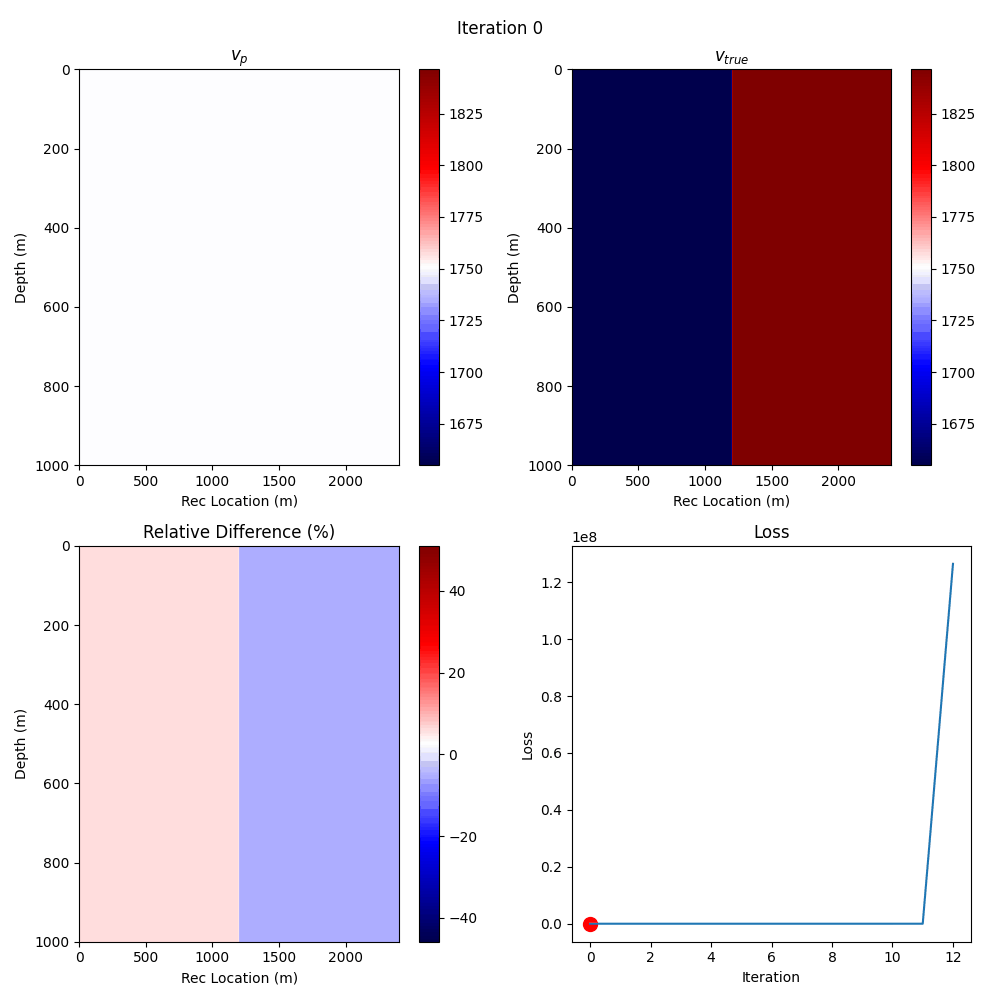 Iteration 0
v_p
0
200
400
600
800
1000
Depth (m)
0 500 1000 1500 2000
Rec Location (m)
1825
1800
1775
1750
1725
1700
1675
v_true
0
200
400
600
800
1000
Depth (m)
0 500 1000 1500 2000
Rec Location (m)
1825
1800
1775
1750
1725
1700
1675
Relative Difference (%)
0
200
400
600
800
1000
Depth (m)
0 500 1000 1500 2000
Rec Location (m)
40
20
0
−20
−40
Loss
1e8
1.2
1.0
0.8
0.6
0.4
0.2
0.0
Loss
0 2 4 6 8 10 12
Iteration